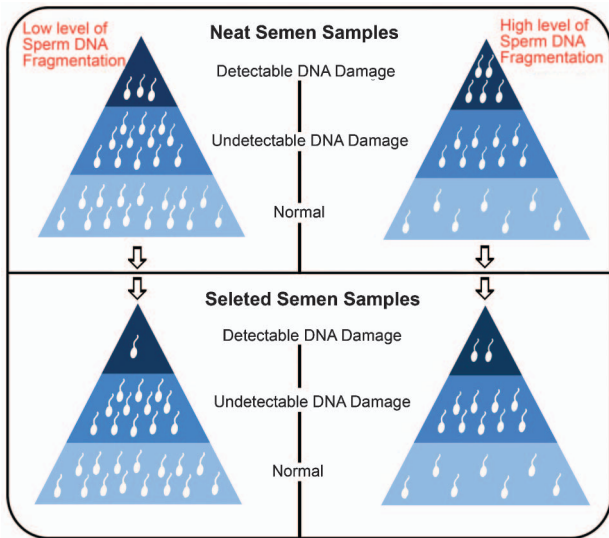 Low level of
Sperm DNA
Fragmentation
Neat Semen Samples
High level of
Sperm DNA
Fragmentation
Detectable DNA Damage
Undetectable DNA Damage
Normal
Seleted Semen Samples
Detectable DNA Damage
Undetectable DNA Damage
Normal